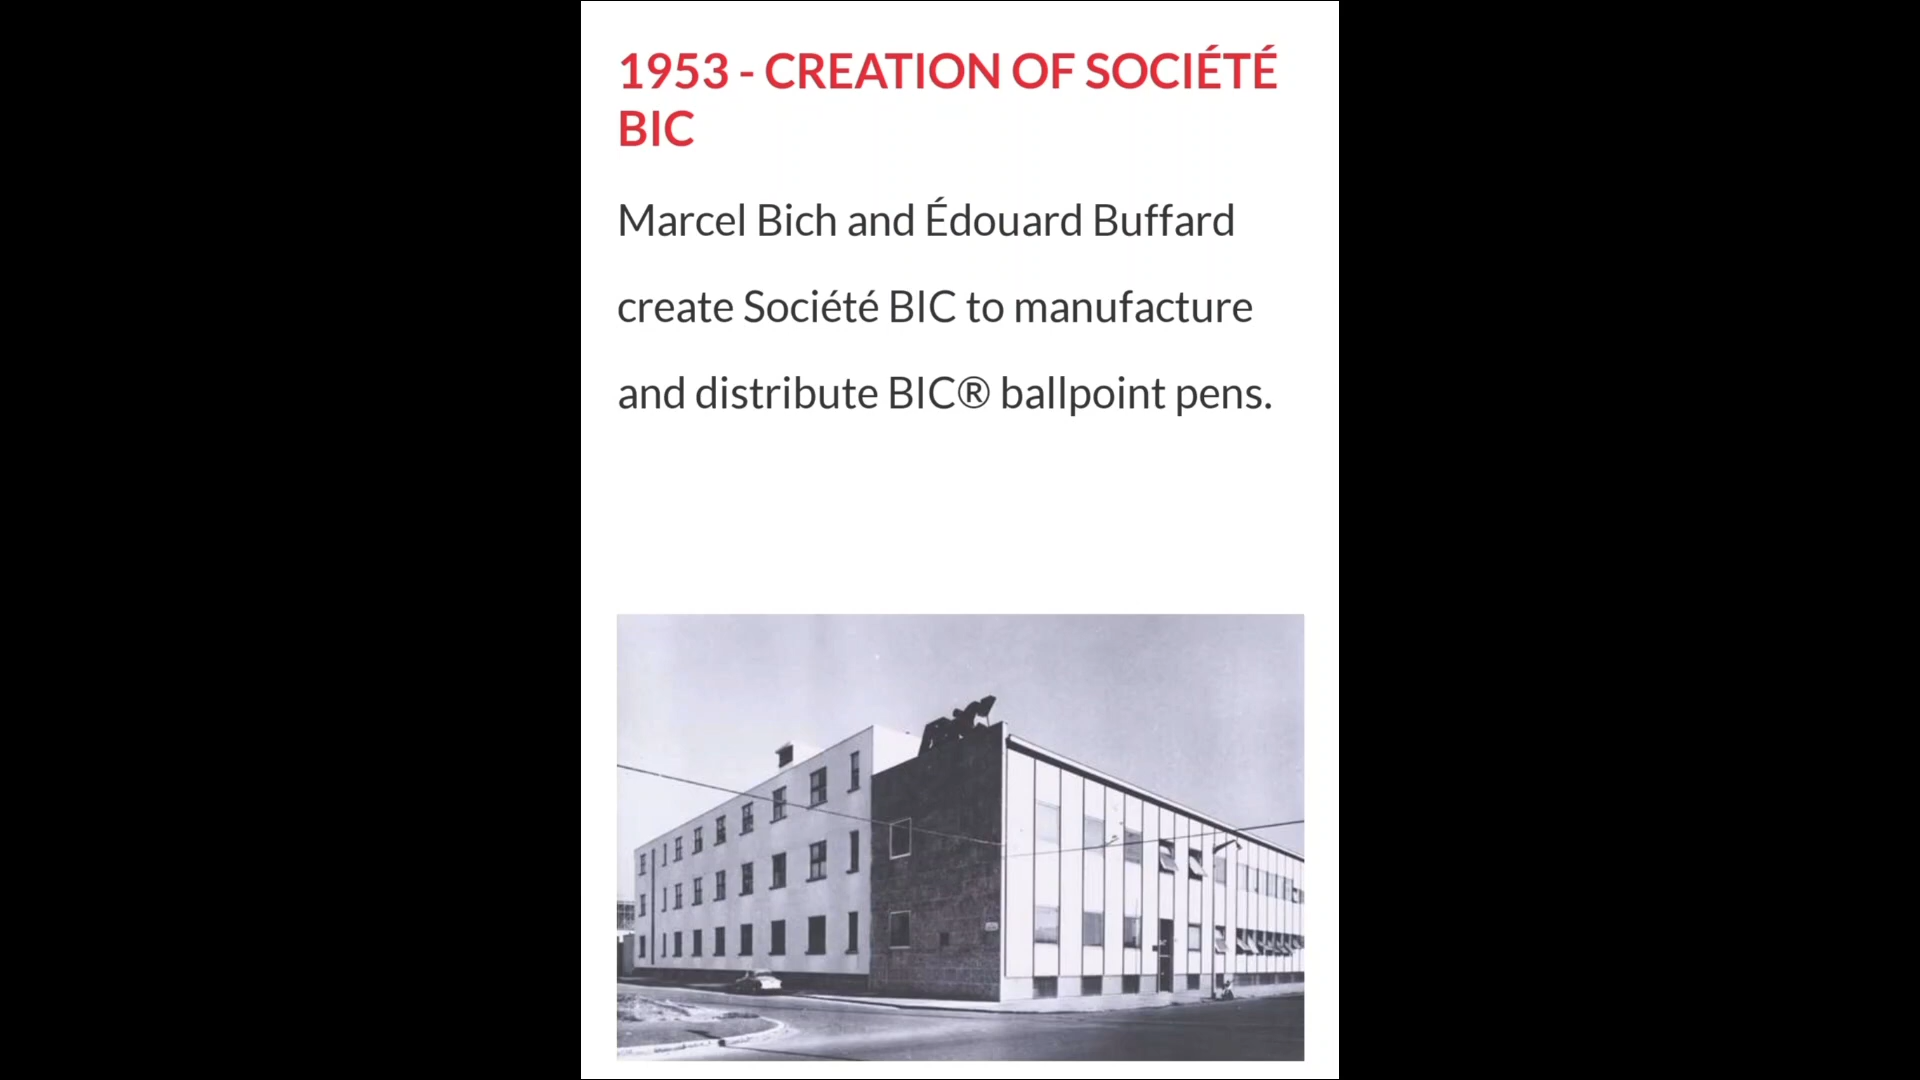 1953 - CREATION OF SOCIÉTÉ
BIC
Marcel Bich and Édouard Buffard
create Société BIC to manufacture
and distribute BIC® ballpoint pens.